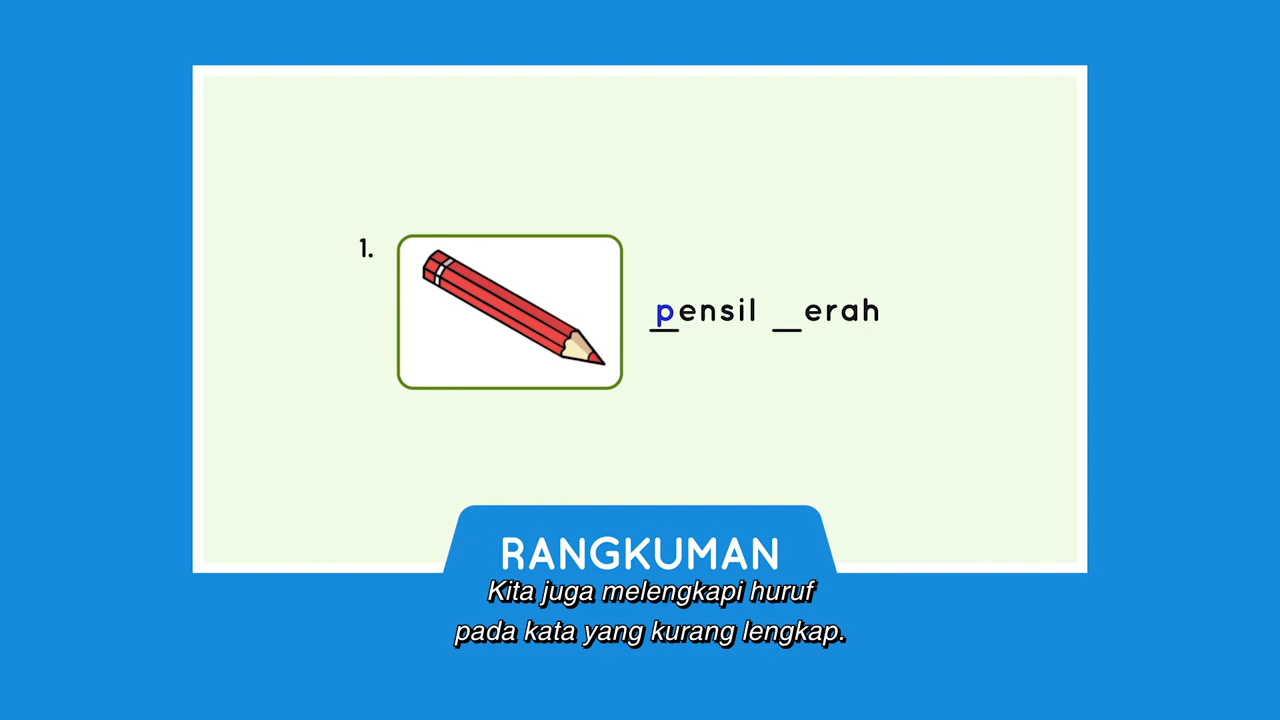 1.
pensil __erah
RANGKUMAN
Kita juga melengkapi huruf
pada kata yang kurang lengkap.